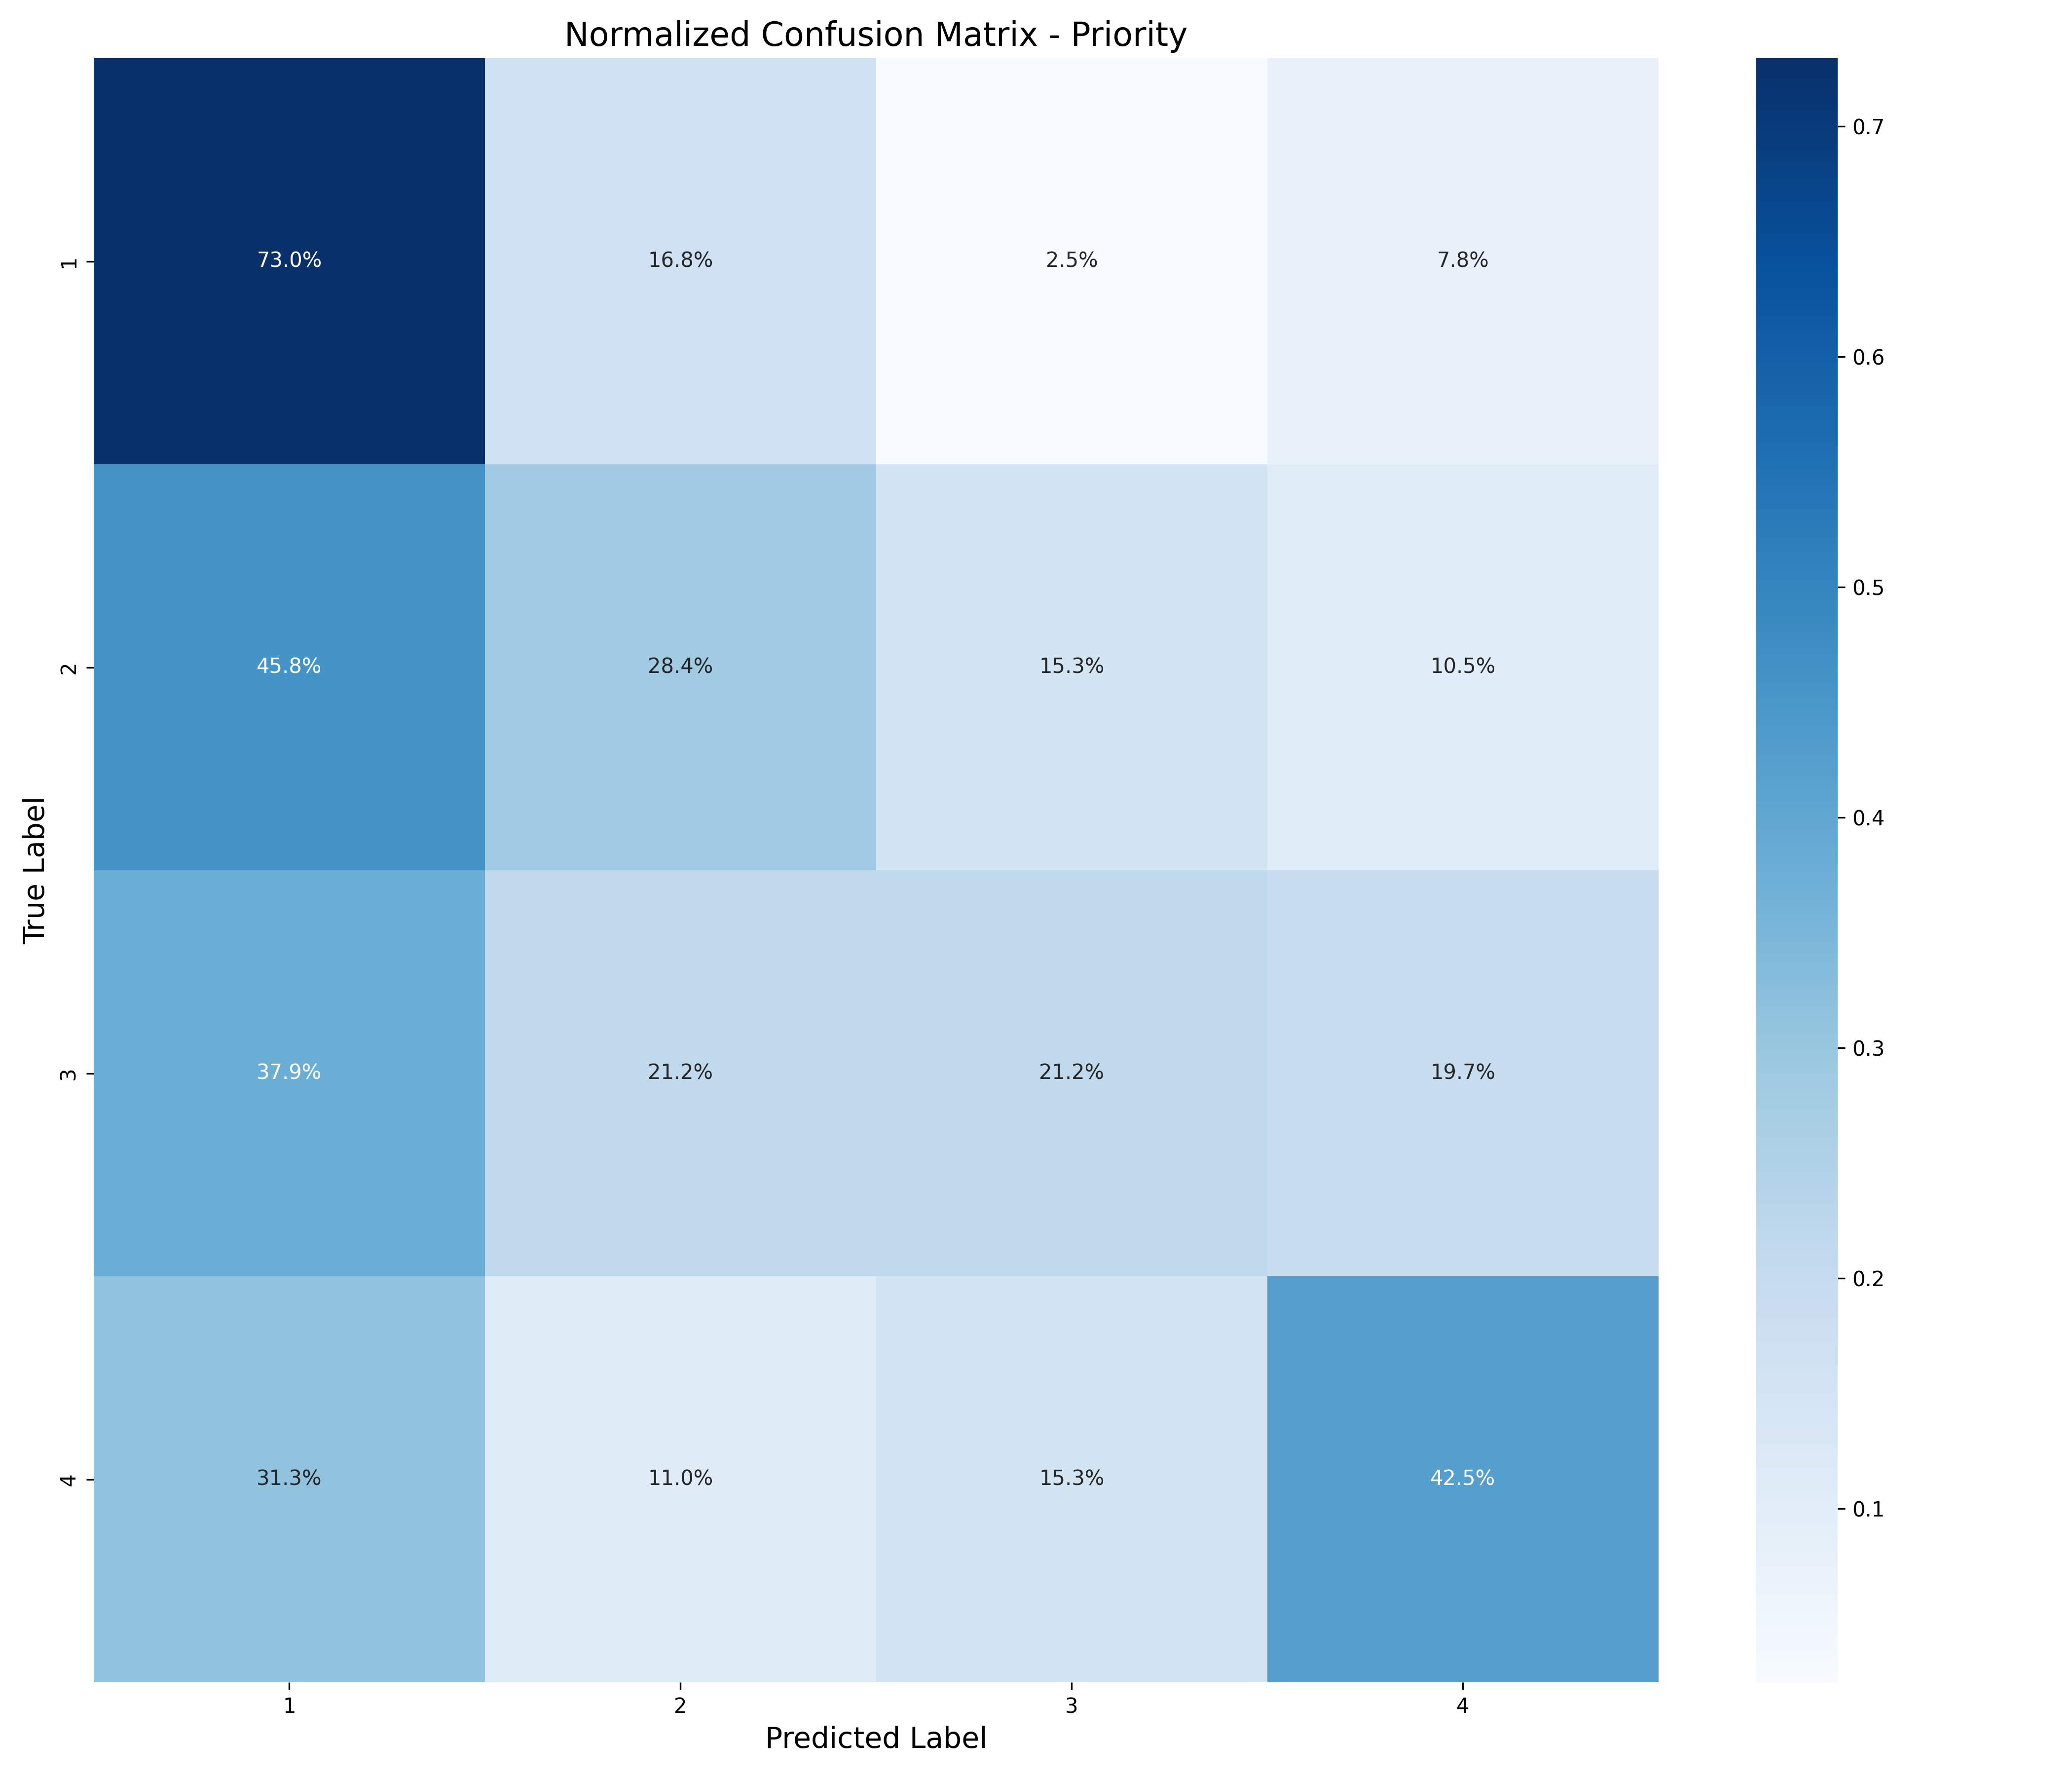 Normalized Confusion Matrix - Priority
73.0% 16.8% 2.5% 7.8%
45.8% 28.4% 15.3% 10.5%
37.9% 21.2% 21.2% 19.7%
31.3% 11.0% 15.3% 42.5%
1
2
3
4
True Label
1 2 3 4
Predicted Label
0.7
0.6
0.5
0.4
0.3
0.2
0.1